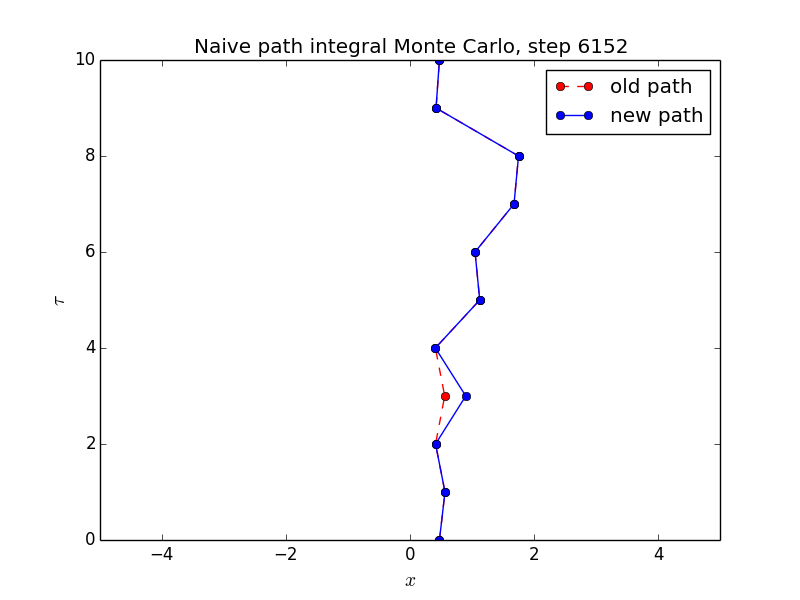 Naive path integral Monte Carlo, step 6152
10
old path
new path
8
6
τ
4
2
0
−4 −2 0 2 4
x